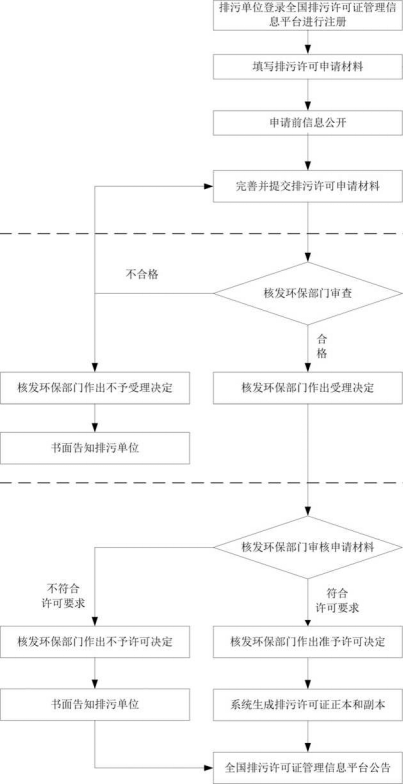 排污单位登录全国排污许可证管理信
息平台进行注册
填写排污许可申请材料
申请前信息公开
完善并提交排污许可申请材料
不合格
核发环保部门审查
合
格
核发环保部门作出不予受理决定
核发环保部门作出受理决定
书面告知排污单位
核发环保部门审核申请材料
不符合
许可要求
符合
许可要求
核发环保部门作出不予许可决定
核发环保部门作出准予许可决定
书面告知排污单位
系统生成排污许可证正本和副本
全国排污许可证管理信息平台公告